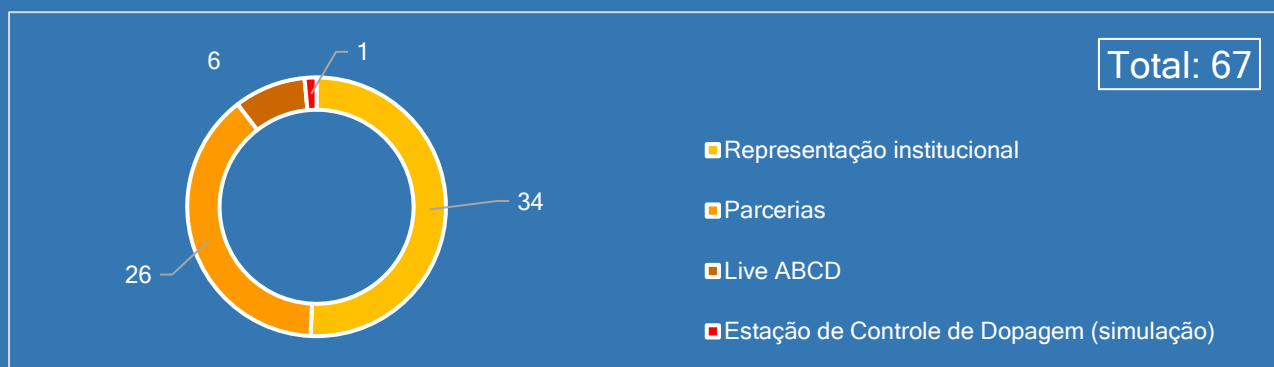 6
1
Total: 67
34
26
Representação institucional
Parcerias
Live ABCD
Estação de Controle de Dopagem (simulação)